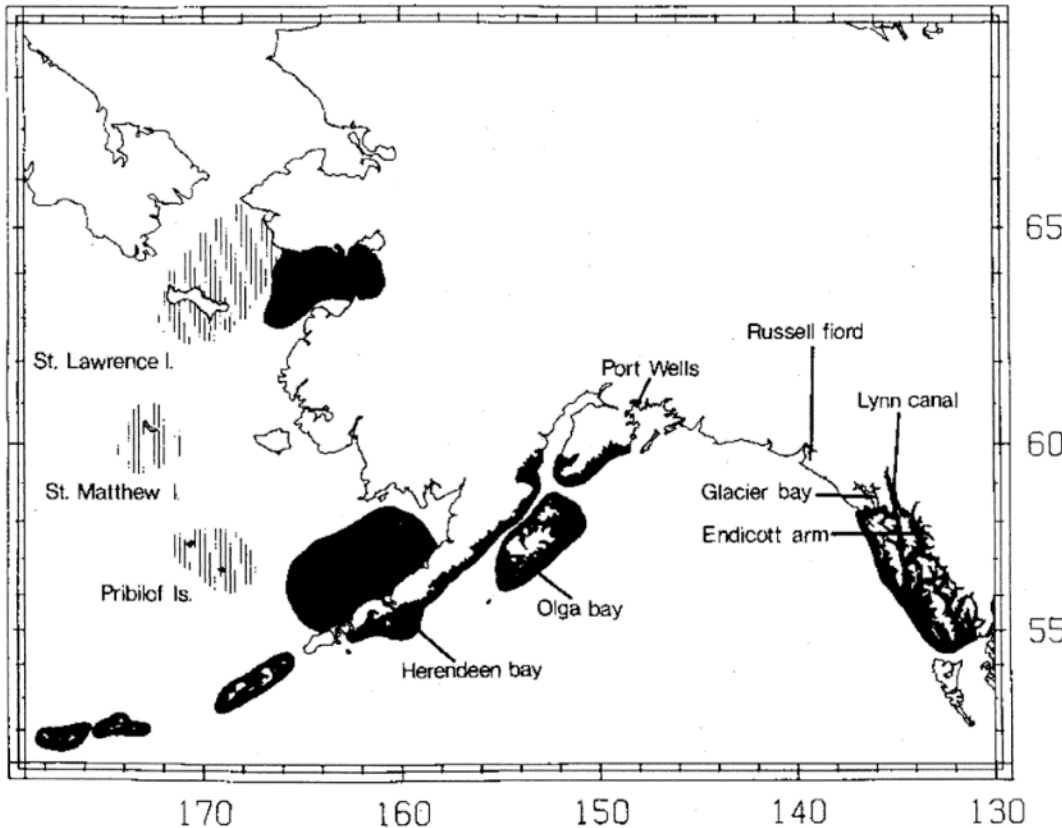 65
Russell fiord
St. Lawrence I.
Port Wells
Lynn canal
60
St. Matthew I.
Glacier bay
Endicott arm
Pribilof Is.
Olga bay
55
Herendeen bay
170
160
150
140
130